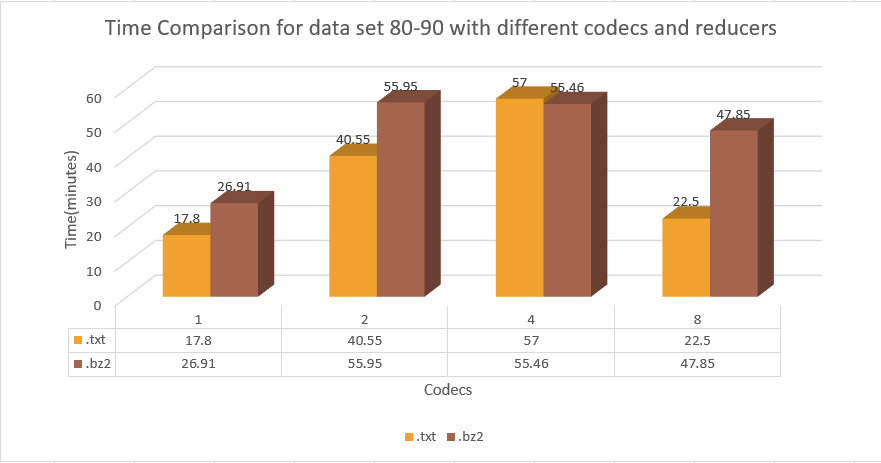 Time Comparison for data set 80-90 with different codecs and reducers
Time(minutes)
60
50
40
30
20
10
0
17.8
26.91
40.55
55.95
57
55.46
22.5
47.85
1 2 4 8
.txt 17.8 40.55 57 22.5
.bz2 26.91 55.95 55.46 47.85
Codecs
.txt .bz2